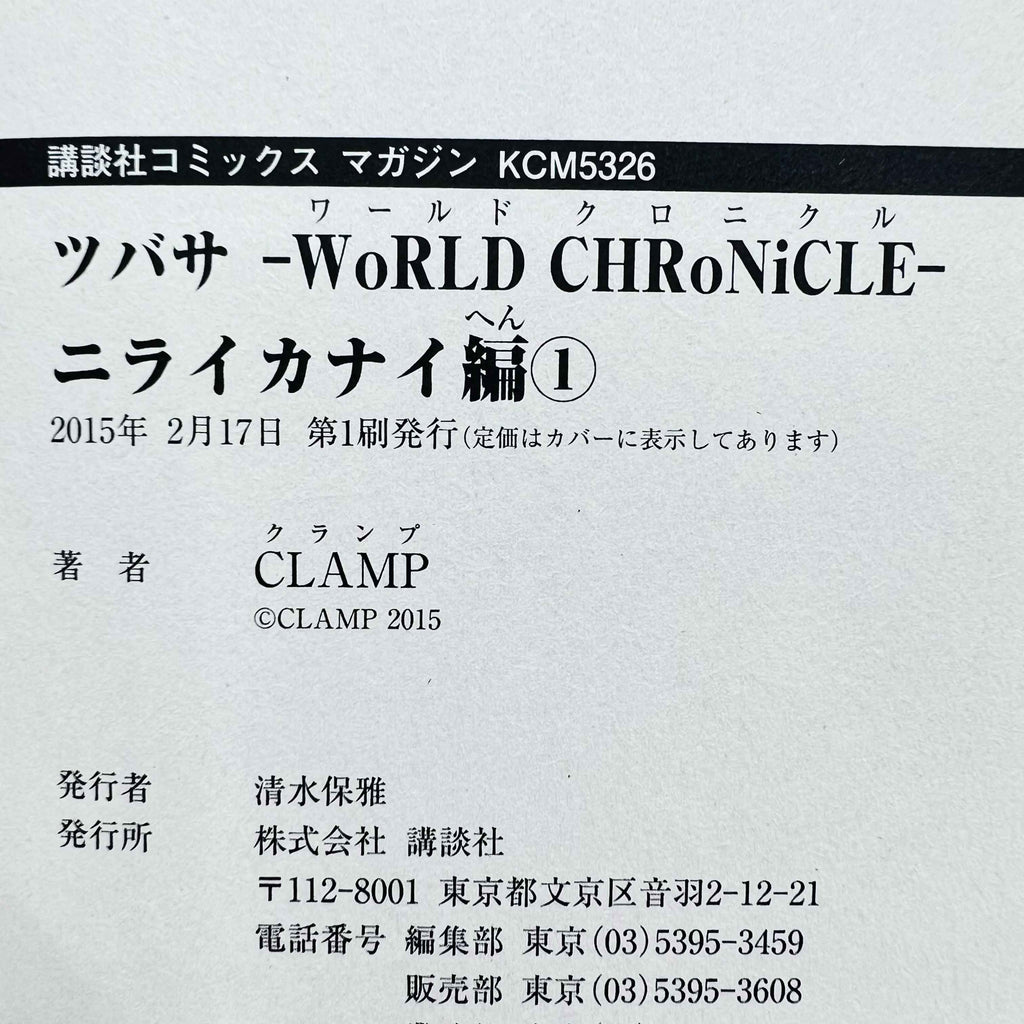 講談社コミックス マガジン KCM5326
ワールド クロニクル
ツバサ -WoRLD CHRoNiCLE-
へん
ニライカナイ編①
2015年 2月17日 第1刷発行(定価はカバーに表示してあります)
クランプ
著 者 CLAMP
©CLAMP 2015
発行者 清水保雅
発行所 株式会社 講談社
〒112-8001 東京都文京区音羽2-12-21
電話番号 編集部 東京(03)5395-3459
販売部 東京(03)5395-3608